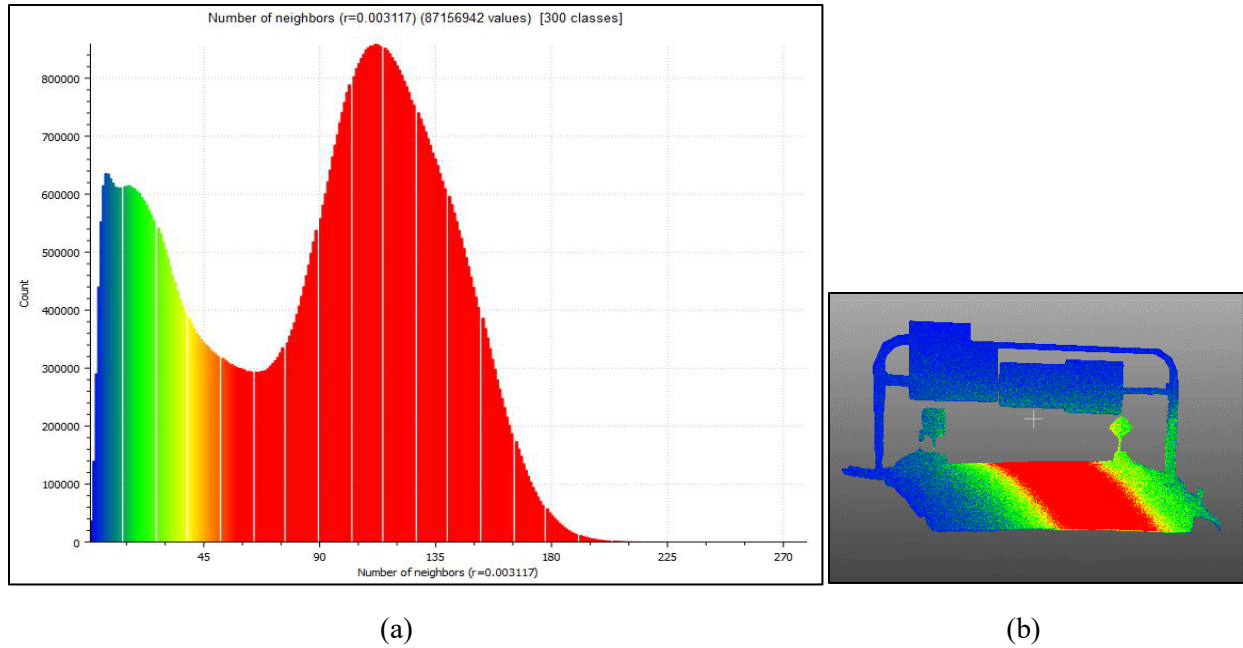 Number of neighbors (r=0.003117) (87156942 values) [300 classes]
800000
700000
600000
500000
400000
300000
200000
100000
0
Count
45 90 135 180 225 270
Number of neighbors (r=0.003117)
(a) (b)